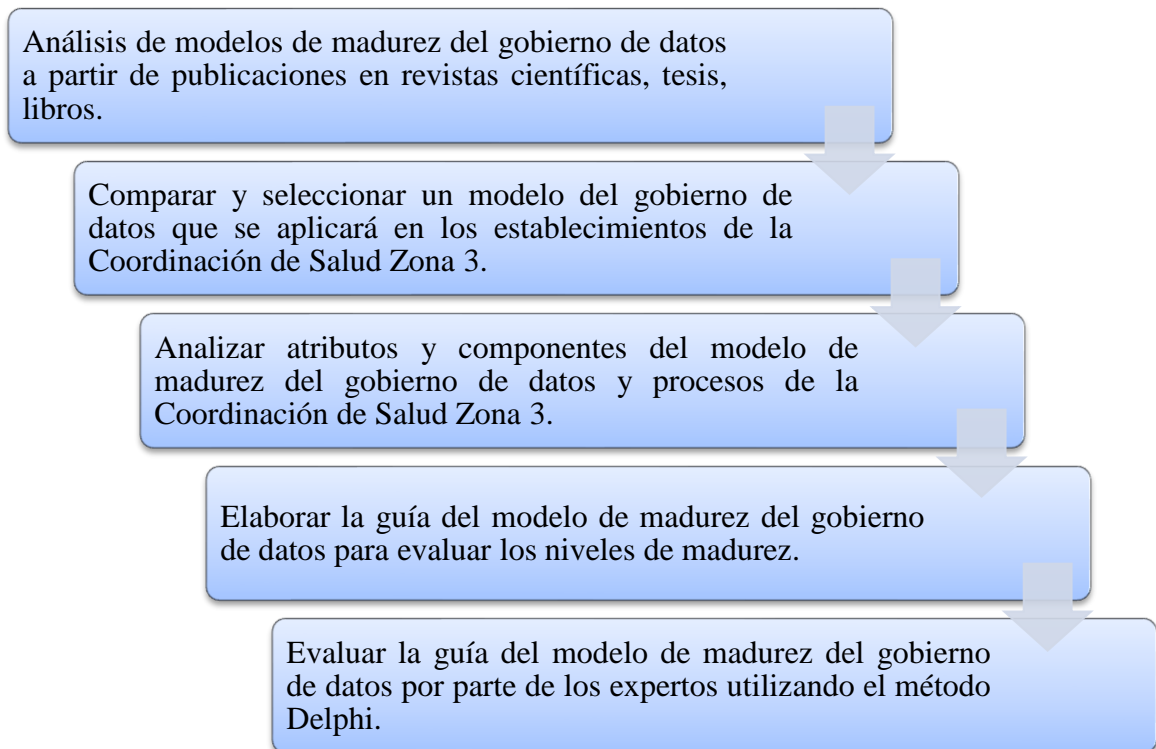 Análisis de modelos de madurez del gobierno de datos
a partir de publicaciones en revistas científicas, tesis,
libros.
Comparar y seleccionar un modelo del gobierno de
datos que se aplicará en los establecimientos de la
Coordinación de Salud Zona 3.
Analizar atributos y componentes del modelo de
madurez del gobierno de datos y procesos de la
Coordinación de Salud Zona 3.
Elaborar la guía del modelo de madurez del gobierno
de datos para evaluar los niveles de madurez.
Evaluar la guía del modelo de madurez del gobierno
de datos por parte de los expertos utilizando el método
Delphi.